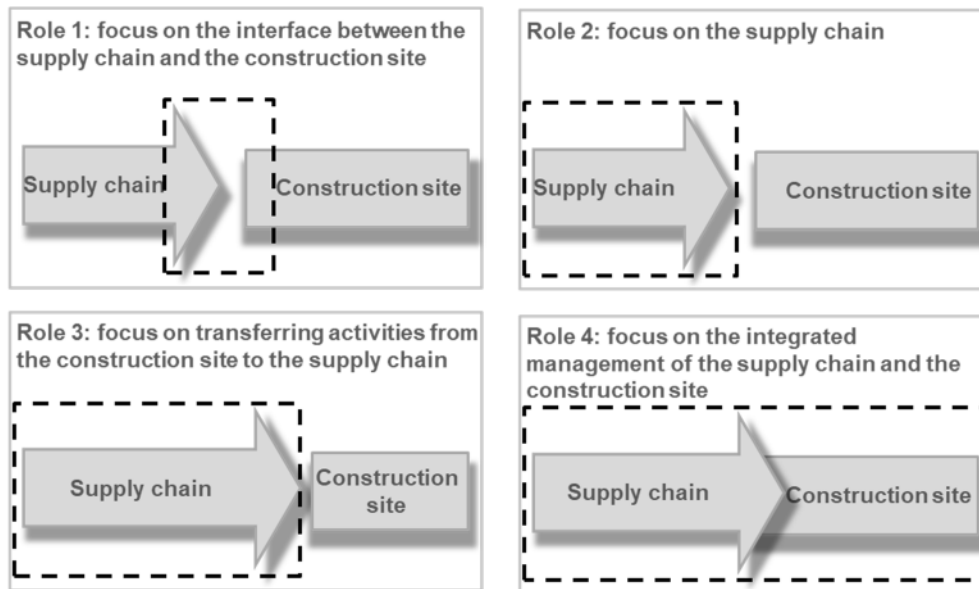 Role 1: focus on the interface between the
supply chain and the construction site
Supply chain
Construction site
Role 2: focus on the supply chain
Supply chain
Construction site
Role 3: focus on transferring activities from
the construction site to the supply chain
Supply chain
Construction
site
Role 4: focus on the integrated
management of the supply chain and the
construction site
Supply chain
Construction site